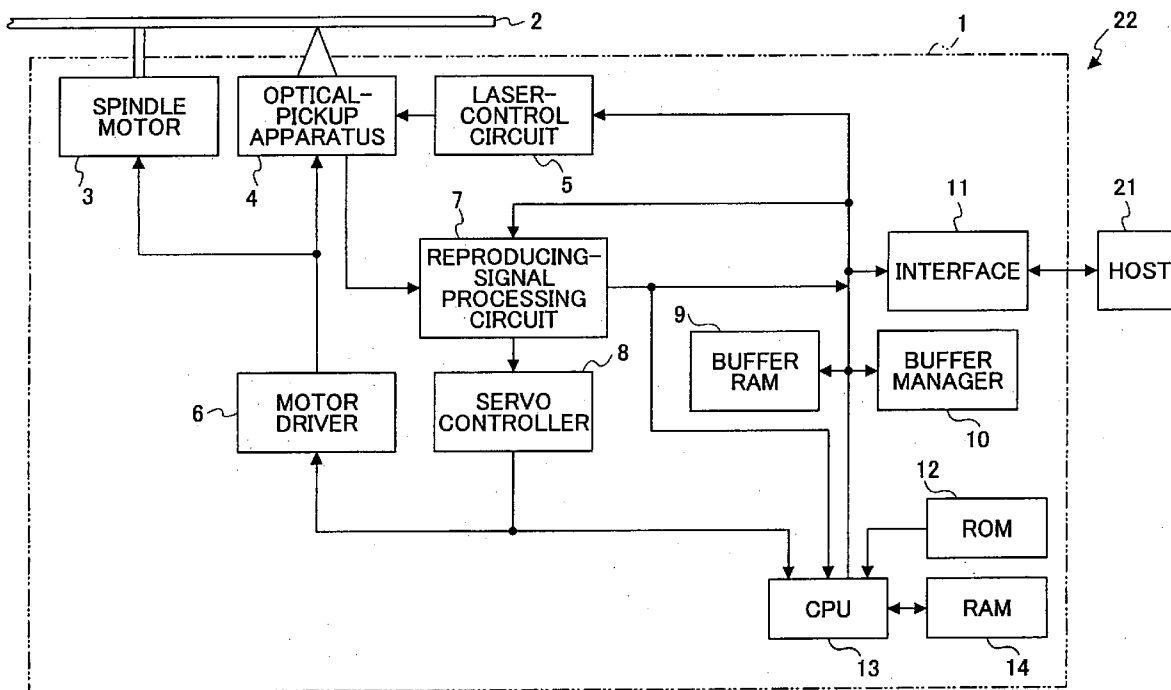 2
1
22
SPINDLE
MOTOR
3
OPTICAL-
PICKUP
APPARATUS
4
LASER-
CONTROL
CIRCUIT
5
7
REPRODUCING-
SIGNAL
PROCESSING
CIRCUIT
11
INTERFACE
21
HOST
9
BUFFER
RAM
BUFFER
MANAGER
10
6
MOTOR
DRIVER
8
SERVO
CONTROLLER
12
ROM
CPU
13
RAM
14